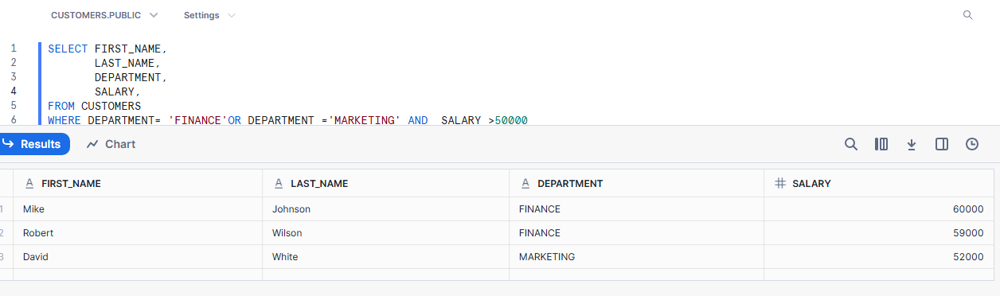 CUSTOMERS.PUBLIC Settings
1 SELECT FIRST_NAME,
2 LAST_NAME,
3 DEPARTMENT,
4 SALARY,
5 FROM CUSTOMERS
6 WHERE DEPARTMENT= 'FINANCE'OR DEPARTMENT ='MARKETING' AND  SALARY >50000
Results Chart
A FIRST_NAME A LAST_NAME A DEPARTMENT # SALARY
1 Mike Johnson FINANCE 60000
2 Robert Wilson FINANCE 59000
3 David White MARKETING 52000